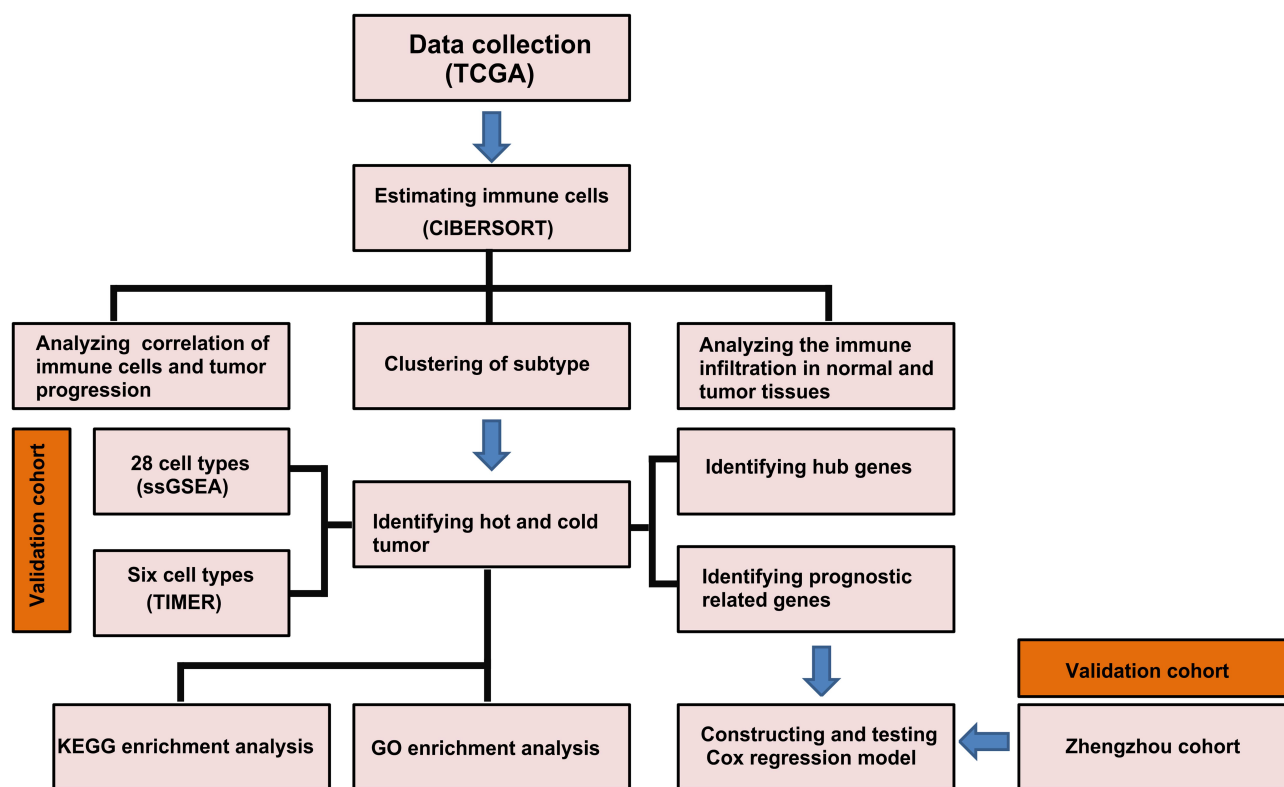 Data collection
(TCGA)
Estimating immune cells
(CIBERSORT)
Analyzing correlation of
immune cells and tumor
progression
Clustering of subtype
Analyzing the immune
infiltration in normal and
tumor tissues
Validation cohort
28 cell types
(ssGSEA)
Six cell types
(TIMER)
Identifying hot and cold
tumor
Identifying hub genes
Identifying prognostic
related genes
KEGG enrichment analysis
GO enrichment analysis
Constructing and testing
Cox regression model
Validation cohort
Zhengzhou cohort